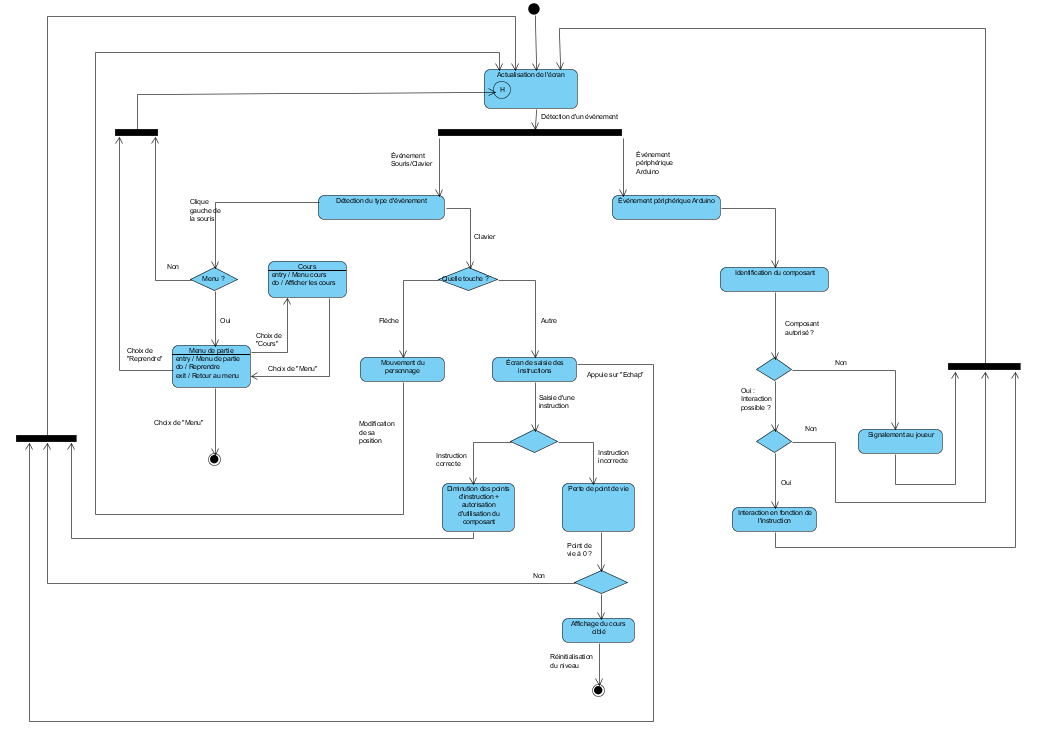 Actualisation de l'écran
H
Détection d'un événement
Événement
Souris/Clavier
Événement
périphérique
Arduino
Détection du type d'événement
Événement périphérique Arduino
Clique
gauche de
la souris
Clavier
Menu ?
Non
Oui
Cours
entry / Menu cours
do / Afficher les cours
Quelle touche ?
Identification du composant
Flèche
Autre
Composant
autorisé ?
Choix de
"Cours"
Choix de
"Reprendre"
Menu de partie
entry / Menu de partie
do / Reprendre
exit / Retour au menu
Choix de "Menu"
Mouvement du
personnage
Écran de saisie des
instructions
Appuie sur "Echap"
Non
Oui :
Interaction
possible ?
Saisie d'une
instruction
Choix de "Menu"
Modification
de sa
position
Non
Signalement au joueur
Instruction
correcte
Instruction
incorrecte
Oui
Diminution des points
d'instruction +
autorisation
d'utilisation du
composant
Perte de point de vie
Interaction en fonction de
l'instruction
Point de
vie à 0 ?
Non
Affichage du cours
ciblé
Réinitialisation
du niveau